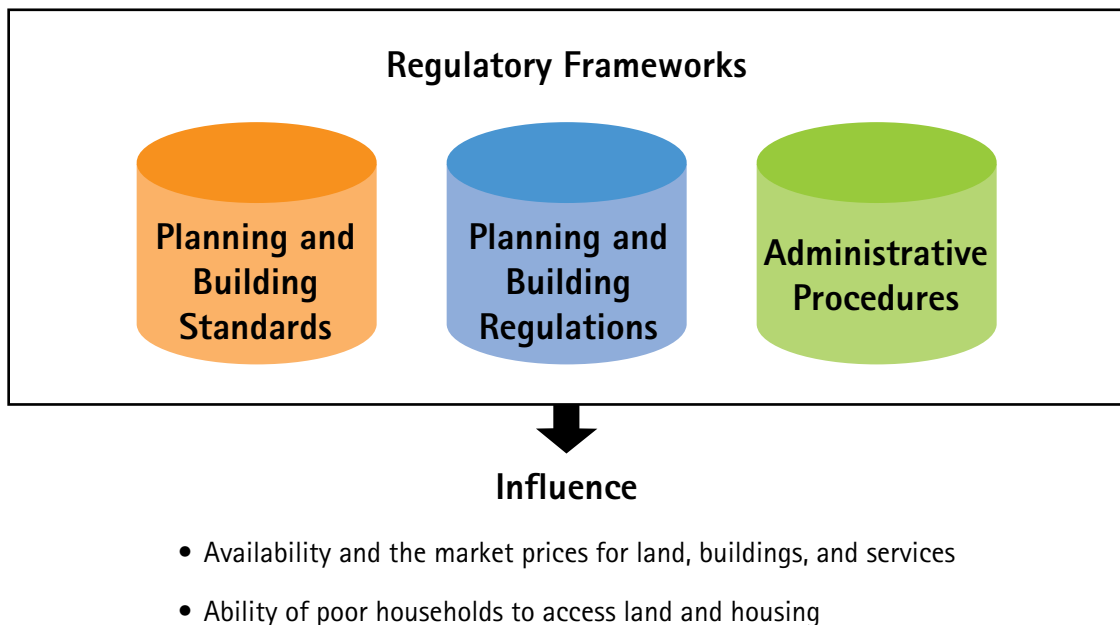 Regulatory Frameworks
Planning and
Building
Standards
Planning and
Building
Regulations
Administrative
Procedures
Influence
• Availability and the market prices for land, buildings, and services
• Ability of poor households to access land and housing